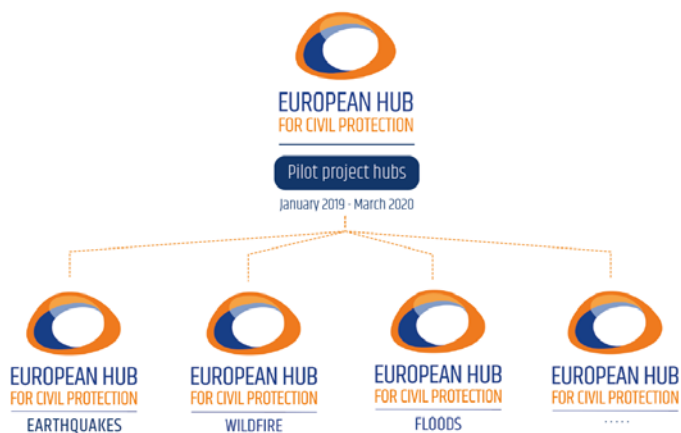 EUROPEAN HUB
FOR CIVIL PROTECTION
Pilot project hubs
January 2019 - March 2020
EUROPEAN HUB
FOR CIVIL PROTECTION
EARTHQUAKES
EUROPEAN HUB
FOR CIVIL PROTECTION
WILDFIRE
EUROPEAN HUB
FOR CIVIL PROTECTION
FLOODS
EUROPEAN HUB
FOR CIVIL PROTECTION
.....